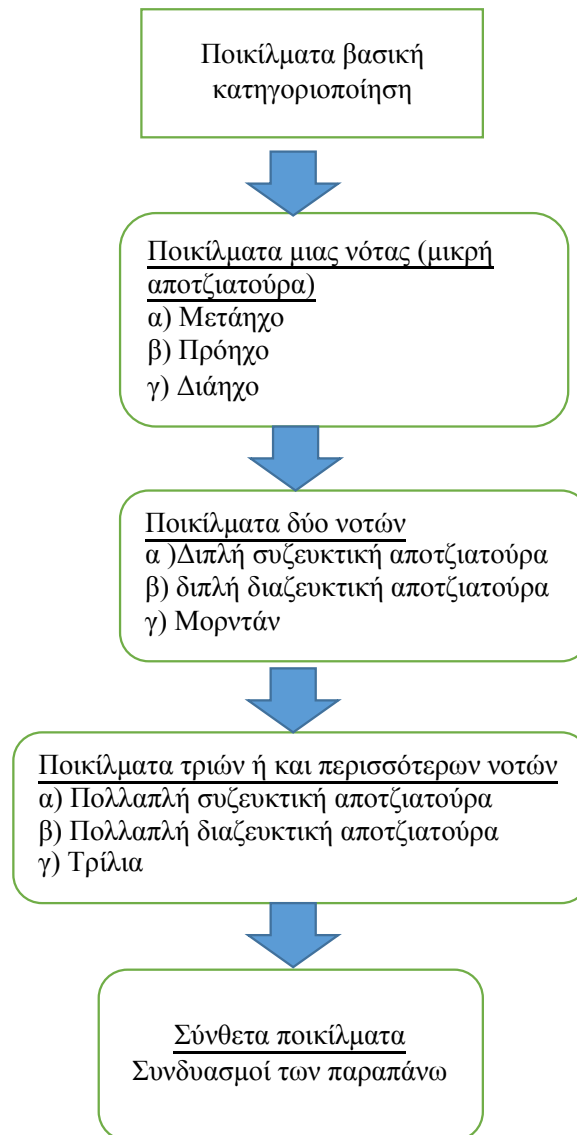 Ποικίλματα βασική
κατηγοριοποίηση
Ποικίλματα μιας νότας (μικρή
αποτζιατούρα)
α) Μετάηχο
β) Πρόηχο
γ) Διάηχο
Ποικίλματα δύο νοτών
α )Διπλή συζευκτική αποτζιατούρα
β) διπλή διαζευκτική αποτζιατούρα
γ) Μορντάν
Ποικίλματα τριών ή και περισσότερων νοτών
α) Πολλαπλή συζευκτική αποτζιατούρα
β) Πολλαπλή διαζευκτική αποτζιατούρα
γ) Τρίλια
Σύνθετα ποικίλματα
Συνδυασμοί των παραπάνω